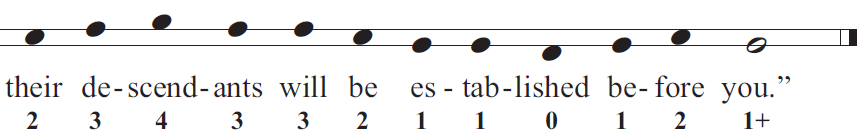 their de-scend-ants will be es - tab-lished be- fore you.”
2 3 4 3 3 2 1 1 0 1 2 1+